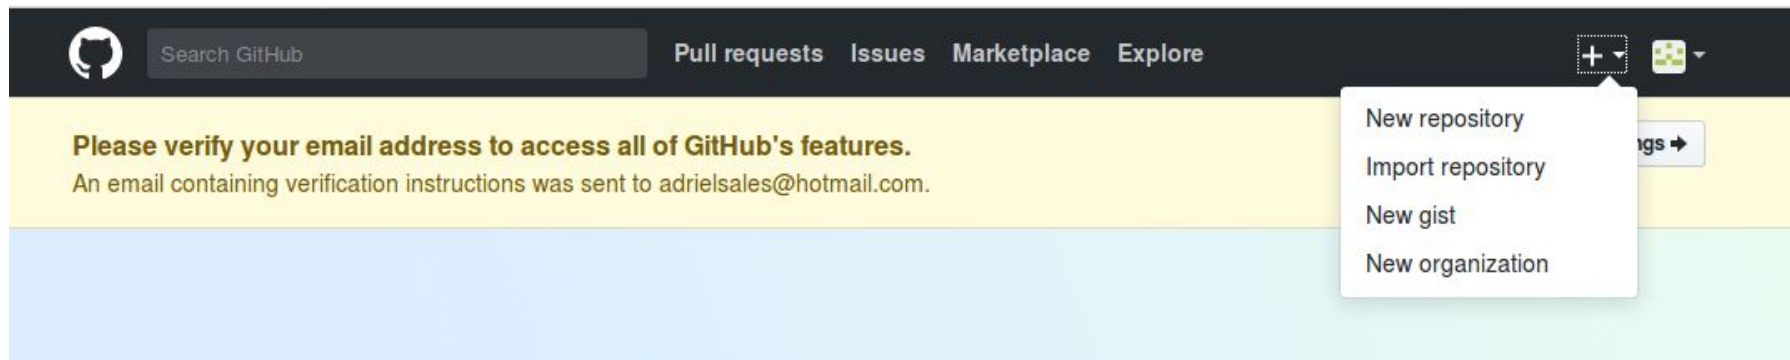 Search GitHub
Pull requests Issues Marketplace Explore
New repository
Import repository
New gist
New organization
Please verify your email address to access all of GitHub's features.
An email containing verification instructions was sent to adrielsales@hotmail.com.